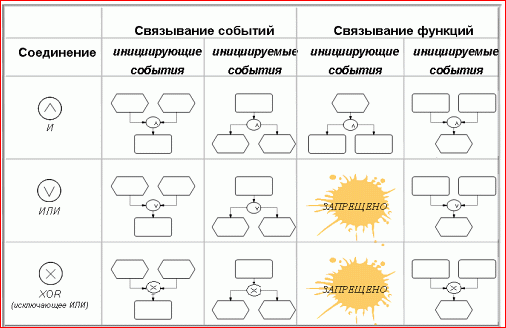 Связывание событий Связывание функций
Соединение инициирующие инициируемые инициирующие инициируемые
события события события события
И
ИЛИ ЗАПРЕЩЕНО
XOR ЗАПРЕЩЕНО
(исключающее ИЛИ)